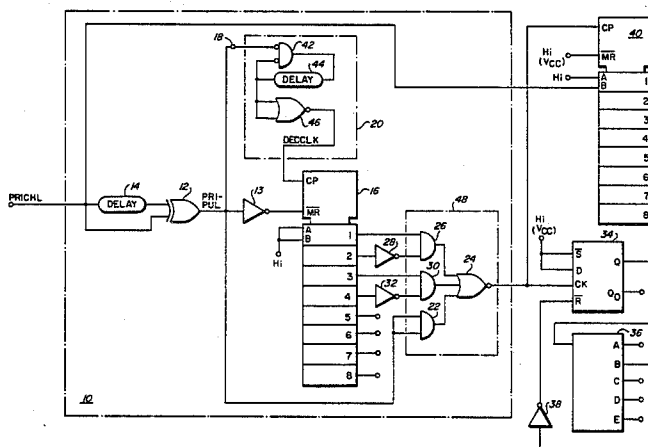 18
42
CP
40
Hi
(VCC)
MR
44
DELAY
Hi
A
B
1
46
2
20
3
DECCLK
4
14
12
PRI-
PUL
13
CP
16
5
PRICHL
DELAY
MR
48
6
7
26
8
A
B
1
28
Hi
(VCC)
34
Hi
2
30
24
S
Q
3
32
D
4
CK
5
22
R
QD
6
7
36
A
8
B
C
D
10
38
E